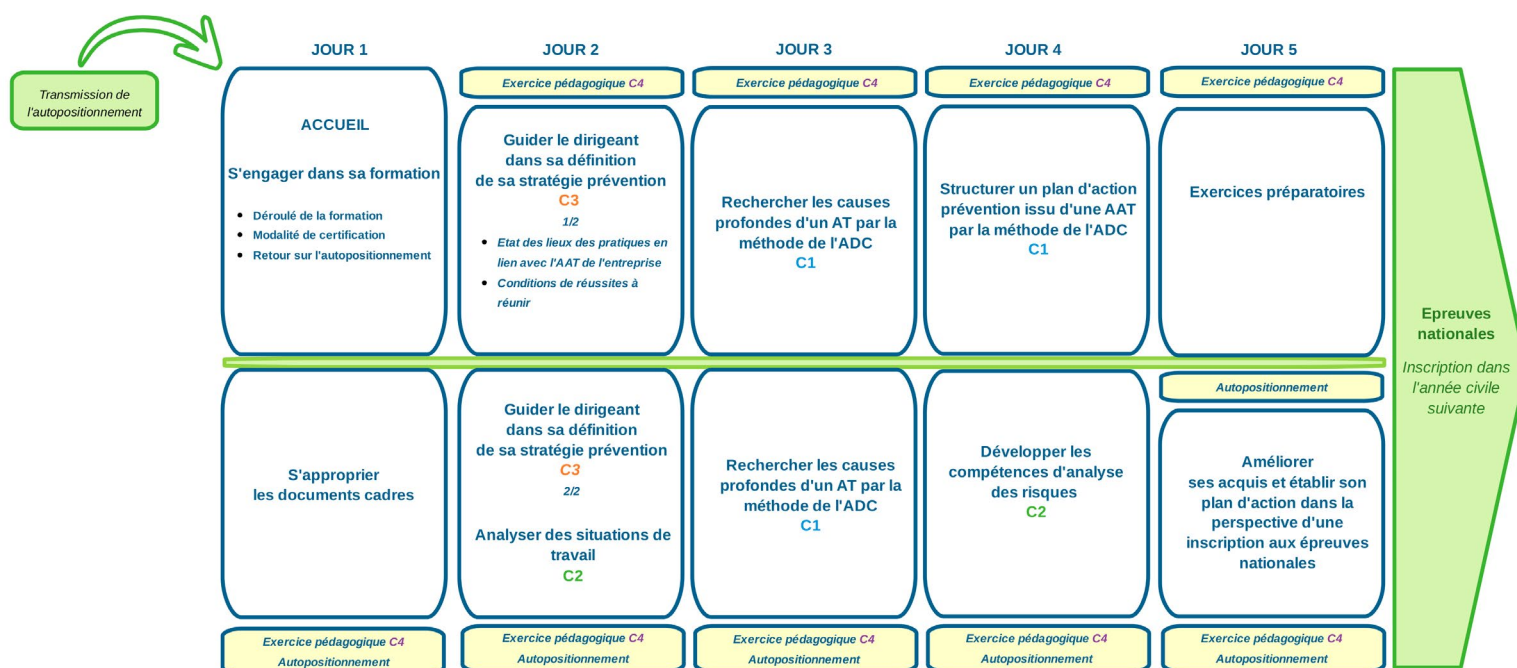 Transmission de
l'autopositionnement
JOUR 1
ACCUEIL
S'engager dans sa formation
Déroulé de la formation
Modalité de certification
Retour sur l'autopositionnement
S'approprier
les documents cadres
Exercice pédagogique C4
Autopositionnement
JOUR 2
Exercice pédagogique C4
Guider le dirigeant
dans sa définition
de sa stratégie prévention
C3
1/2
Etat des lieux des pratiques en
lien avec l'AAT de l'entreprise
Conditions de réussites à
réunir
Guider le dirigeant
dans sa définition
de sa stratégie prévention
C3
2/2
Analyser des situations de
travail
C2
Exercice pédagogique C4
Autopositionnement
JOUR 3
Exercice pédagogique C4
Rechercher les causes
profondes d'un AT par la
méthode de l'ADC
C1
Rechercher les causes
profondes d'un AT par la
méthode de l'ADC
C1
Exercice pédagogique C4
Autopositionnement
JOUR 4
Exercice pédagogique C4
Structurer un plan d'action
prévention issu d'une AAT
par la méthode de l'ADC
C1
Développer les
compétences d'analyse
des risques
C2
Exercice pédagogique C4
Autopositionnement
JOUR 5
Exercice pédagogique C4
Exercices préparatoires
Autopositionnement
Améliorer
ses acquis et établir son
plan d'action dans la
perspective d'une
inscription aux épreuves
nationales
Exercice pédagogique C4
Autopositionnement
Epreuves
nationales
Inscription dans
l'année civile
suivante